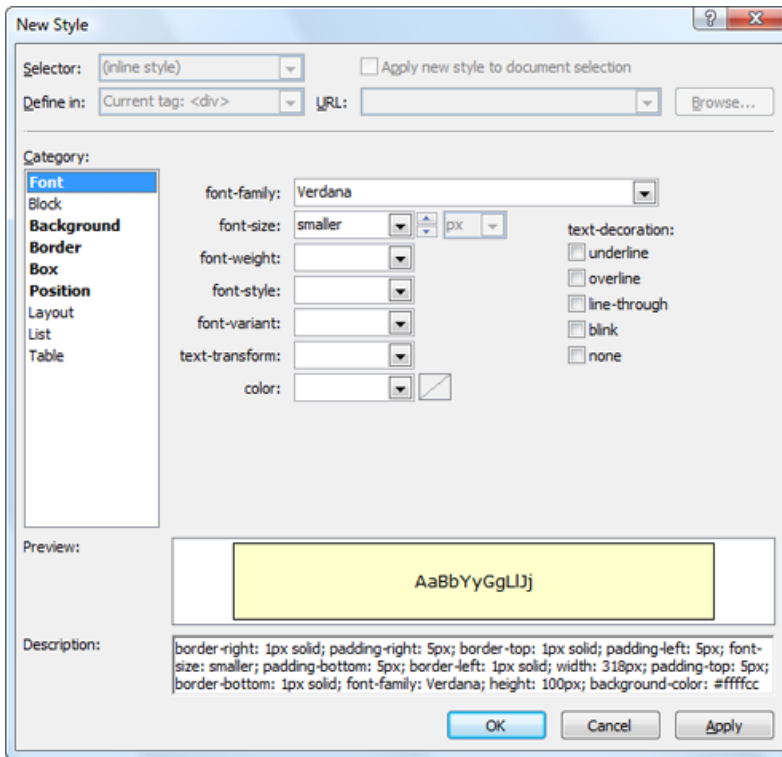 New Style
Selector: (inline style) Apply new style to document selection
Define in: Current tag: <div> URL: Browse...
Category:
Font
Block
Background
Border
Box
Position
Layout
List
Table
font-family: Verdana
font-size: smaller px
font-weight:
font-style:
font-variant:
text-transform:
color:
text-decoration:
underline
overline
line-through
blink
none
Preview:
AaBbYyGgLlJj
Description:
border-right: 1px solid; padding-right: 5px; border-top: 1px solid; padding-left: 5px; font-
size: smaller; padding-bottom: 5px; border-left: 1px solid; width: 318px; padding-top: 5px;
border-bottom: 1px solid; font-family: Verdana; height: 100px; background-color: #ffffcc
OK Cancel Apply